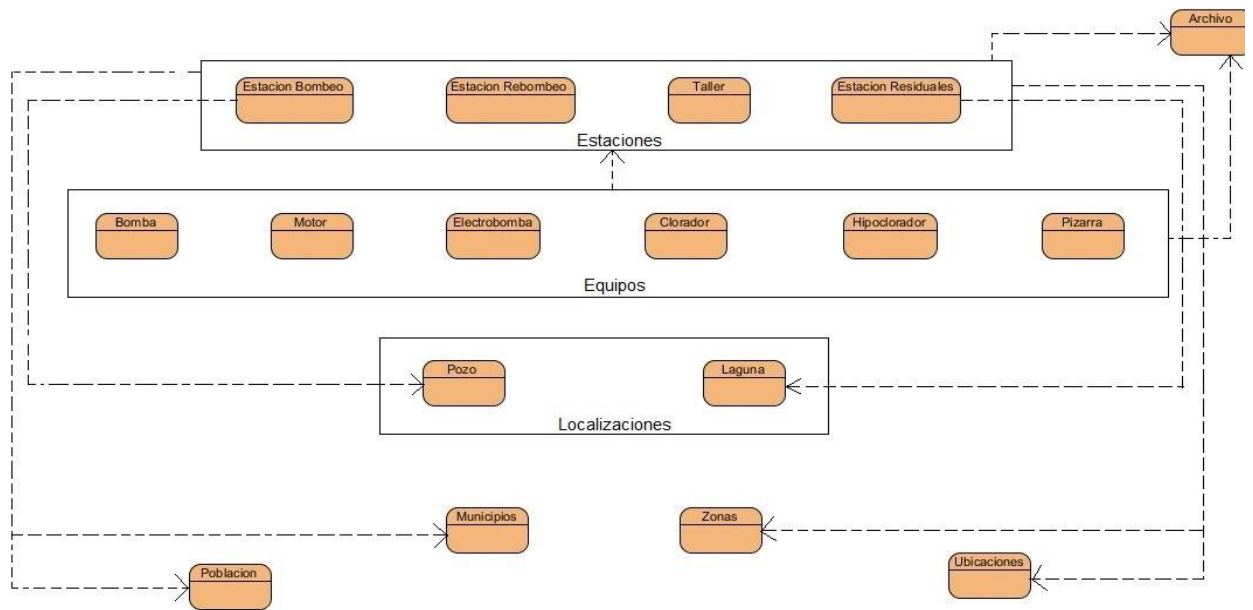 Archivo
Estacion Bombeo
Estacion Rebombeo
Taller
Estacion Residuales
Estaciones
Bomba
Motor
Electrobomba
Clorador
Hipoclorador
Pizarra
Equipos
Pozo
Laguna
Localizaciones
Municipios
Zonas
Poblacion
Ubicaciones